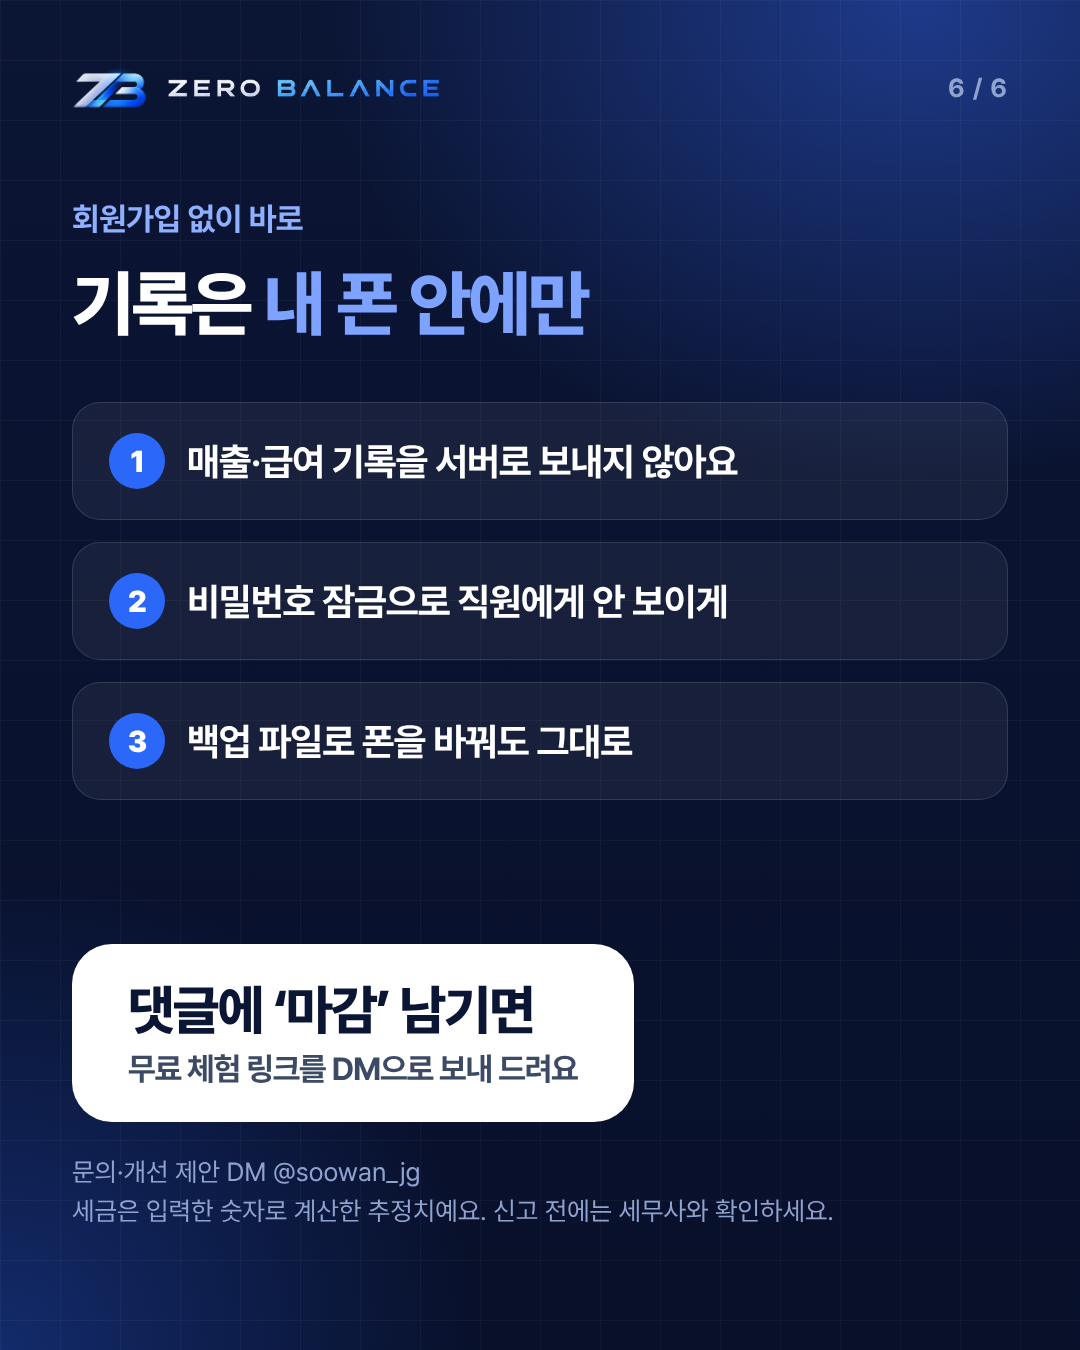 ZB ZERO BALANCE
6 / 6
회원가입 없이 바로
기록은 내 폰 안에만
1 매출·급여 기록을 서버로 보내지 않아요
2 비밀번호 잠금으로 직원에게 안 보이게
3 백업 파일로 폰을 바꿔도 그대로
댓글에 ‘마감’ 남기면
무료 체험 링크를 DM으로 보내 드려요
문의·개선 제안 DM @soowan_jg
세금은 입력한 숫자로 계산한 추정치예요. 신고 전에는 세무사와 확인하세요.